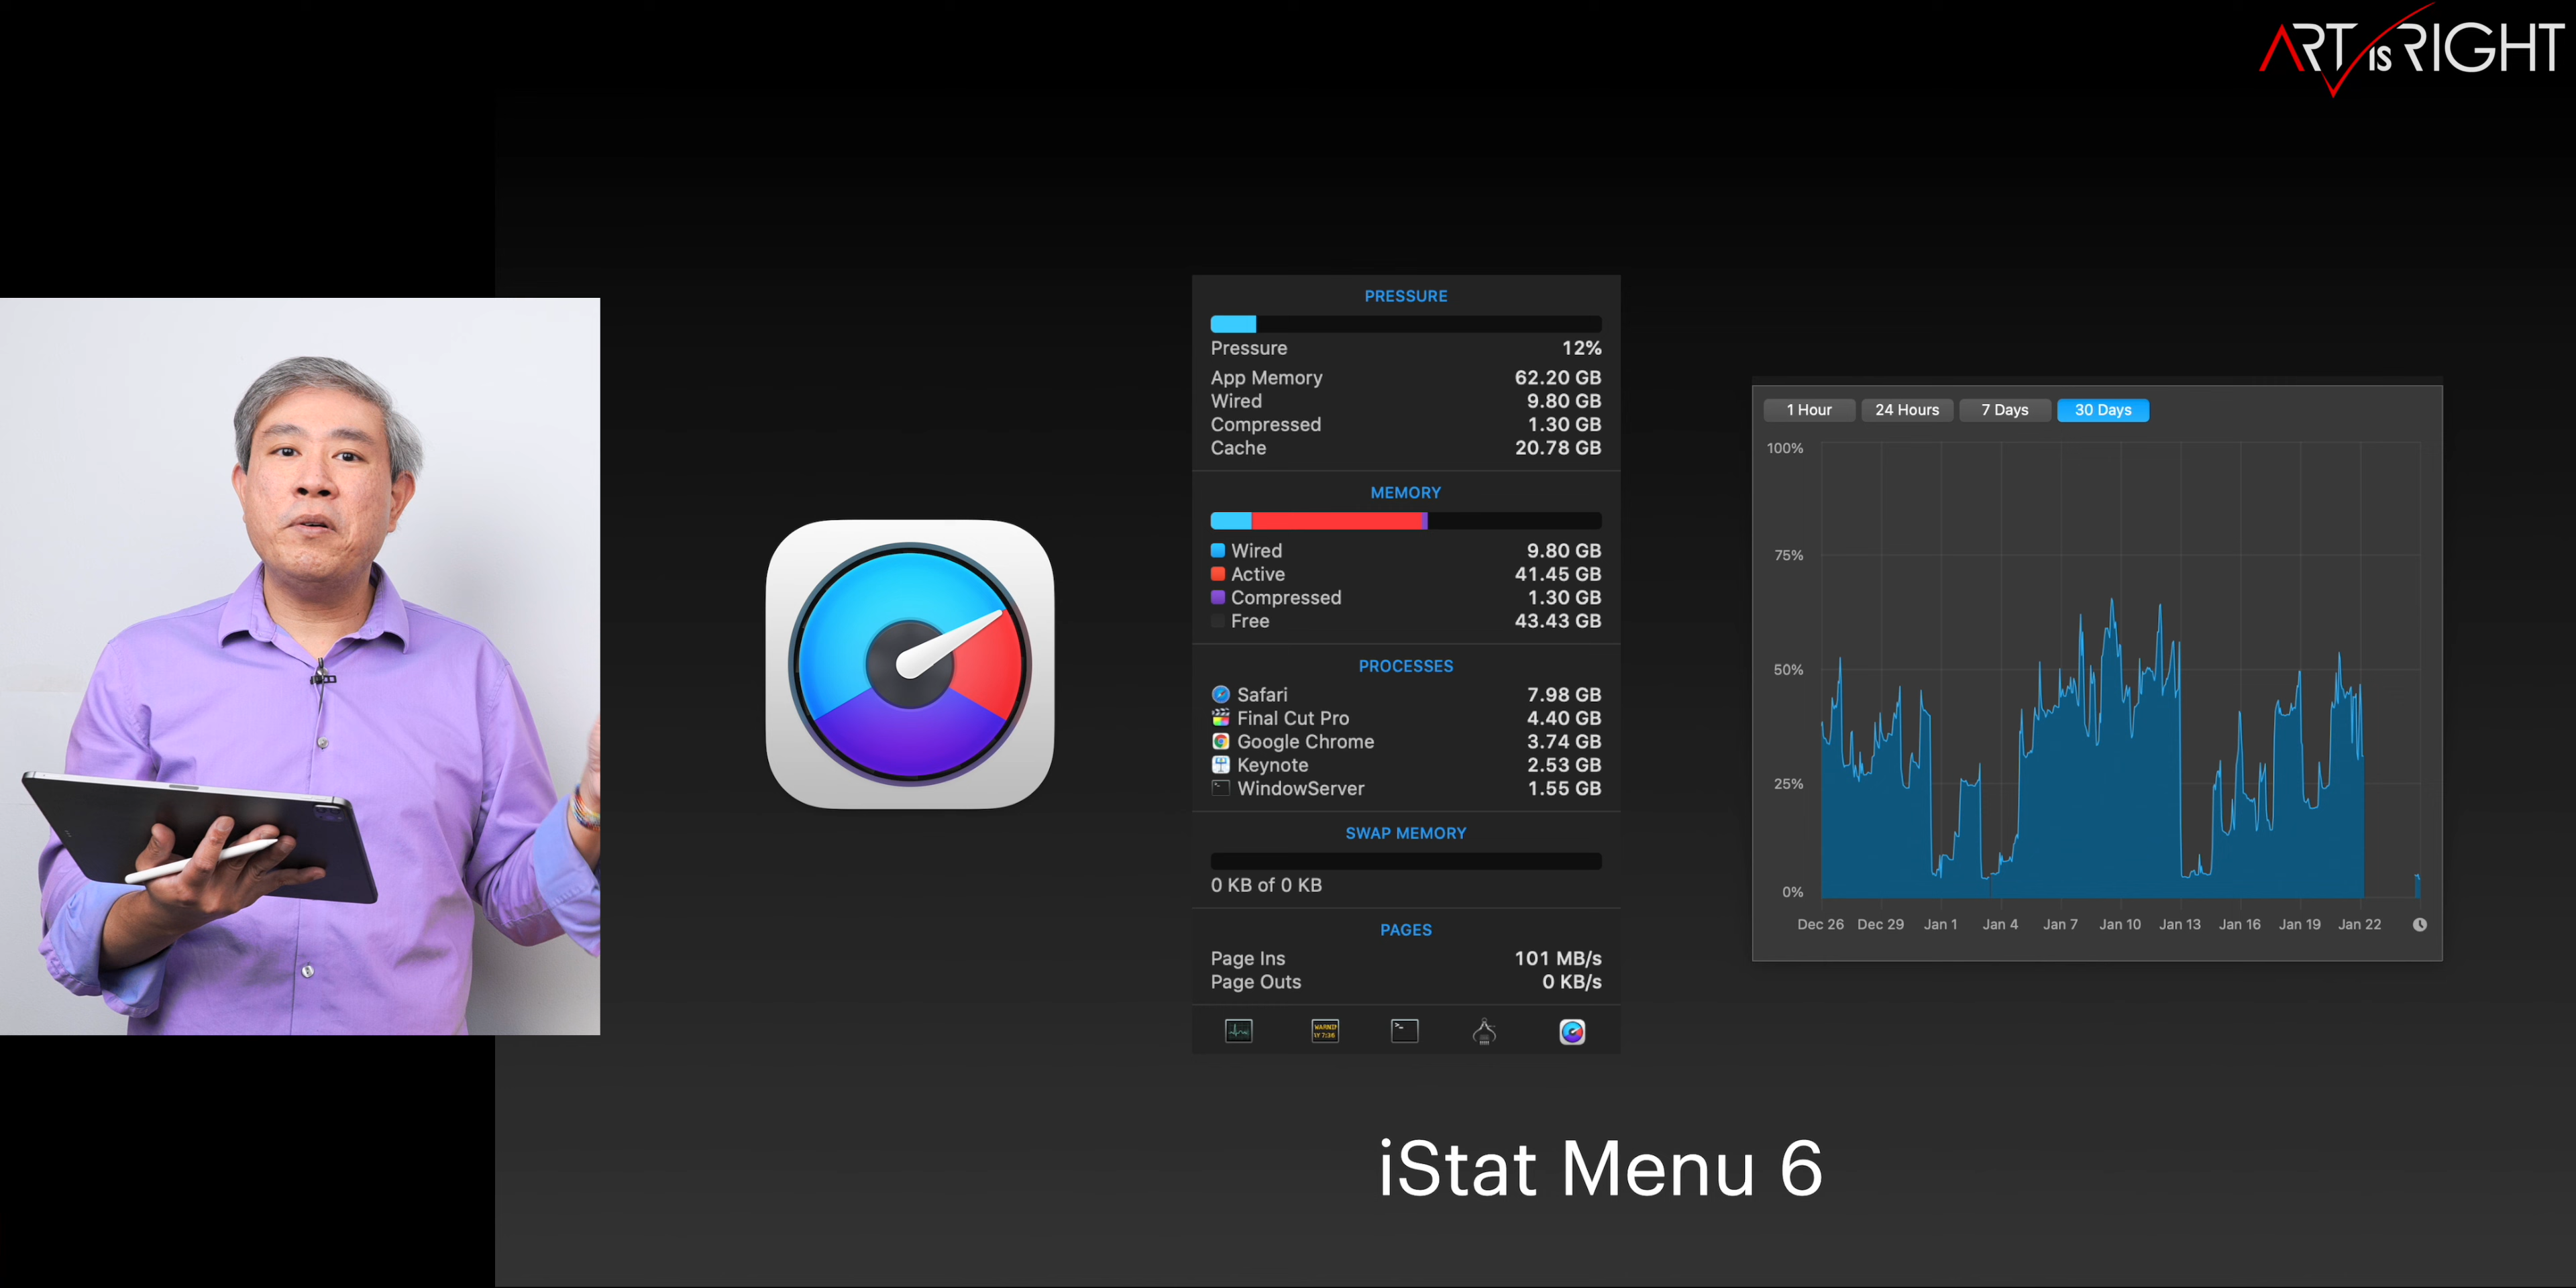 ART is RIGHT
PRESSURE
Pressure 12%
App Memory 62.20 GB
Wired 9.80 GB
Compressed 1.30 GB
Cache 20.78 GB
MEMORY
Wired 9.80 GB
Active 41.45 GB
Compressed 1.30 GB
Free 43.43 GB
PROCESSES
Safari 7.98 GB
Final Cut Pro 4.40 GB
Google Chrome 3.74 GB
Keynote 2.53 GB
WindowServer 1.55 GB
SWAP MEMORY
0 KB of 0 KB
PAGES
Page Ins 101 MB/s
Page Outs 0 KB/s
WARNIN
1 Hour 24 Hours 7 Days 30 Days
100%
75%
50%
25%
0%
Dec 26 Dec 29 Jan 1 Jan 4 Jan 7 Jan 10 Jan 13 Jan 16 Jan 19 Jan 22
iStat Menu 6